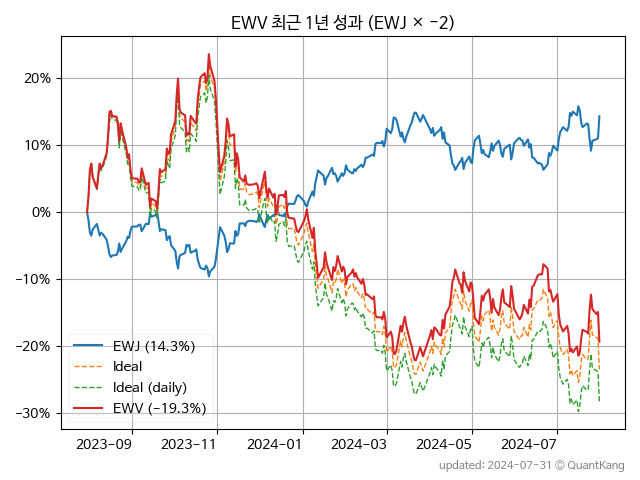 EWV 최근 1년 성과 (EWJ × −2)
20%
10%
0%
−10%
−20%
−30%
EWJ (14.3%)
Ideal
Ideal (daily)
EWV (−19.3%)
2023-09
2023-11
2024-01
2024-03
2024-05
2024-07
updated: 2024-07-31 © QuantKang